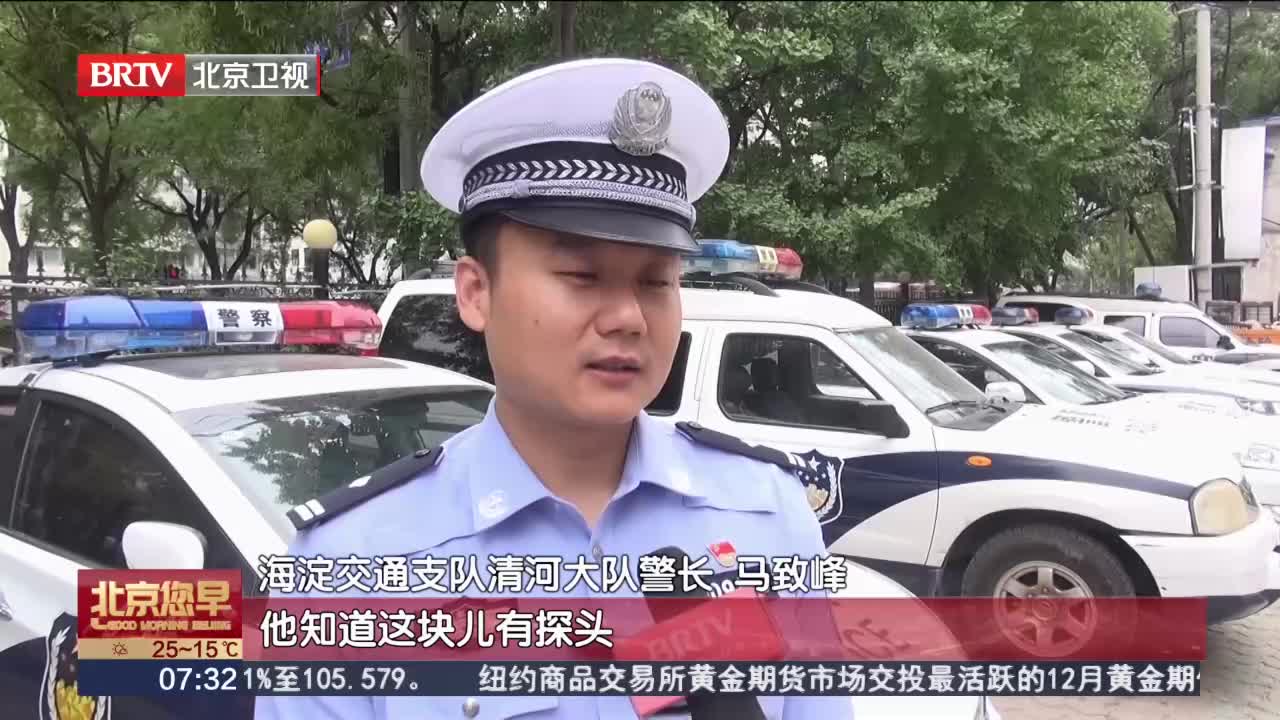 BRTV 北京卫视
警察
海淀交通支队清河大队警长 马致峰
他知道这块儿有探头
BRTV
北京您早
GOOD MORNING BEIJING
25~15℃
07:32 1%至105.579。 纽约商品交易所黄金期货市场交投最活跃的12月黄金期